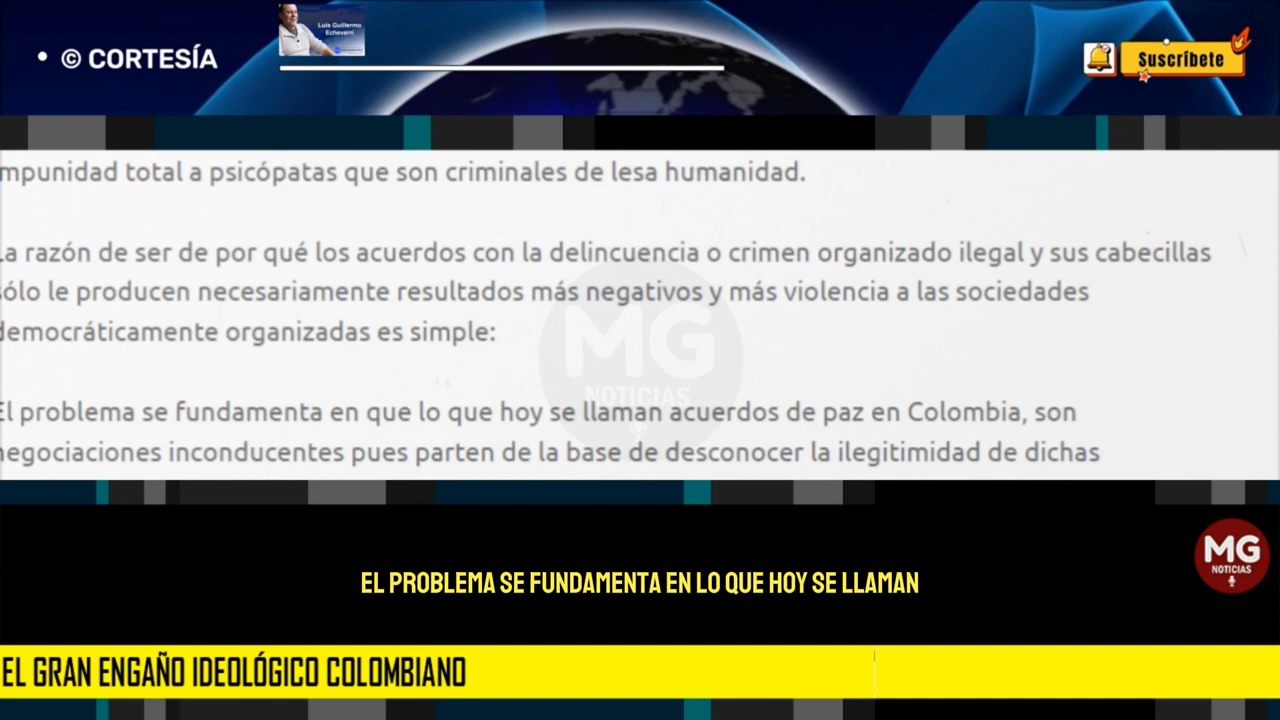 • © CORTESÍA
Luis Guillermo
Echeverri
Suscríbete
mpunidad total a psicópatas que son criminales de lesa humanidad.
La razón de ser de por qué los acuerdos con la delincuencia o crimen organizado ilegal y sus cabecillas
sólo le producen necesariamente resultados más negativos y más violencia a las sociedades
democráticamente organizadas es simple:
El problema se fundamenta en que lo que hoy se llaman acuerdos de paz en Colombia, son
negociaciones inconducentes pues parten de la base de desconocer la ilegitimidad de dichas
MG
NOTICIAS
MG
NOTICIAS
EL PROBLEMA SE FUNDAMENTA EN LO QUE HOY SE LLAMAN
EL GRAN ENGAÑO IDEOLÓGICO COLOMBIANO